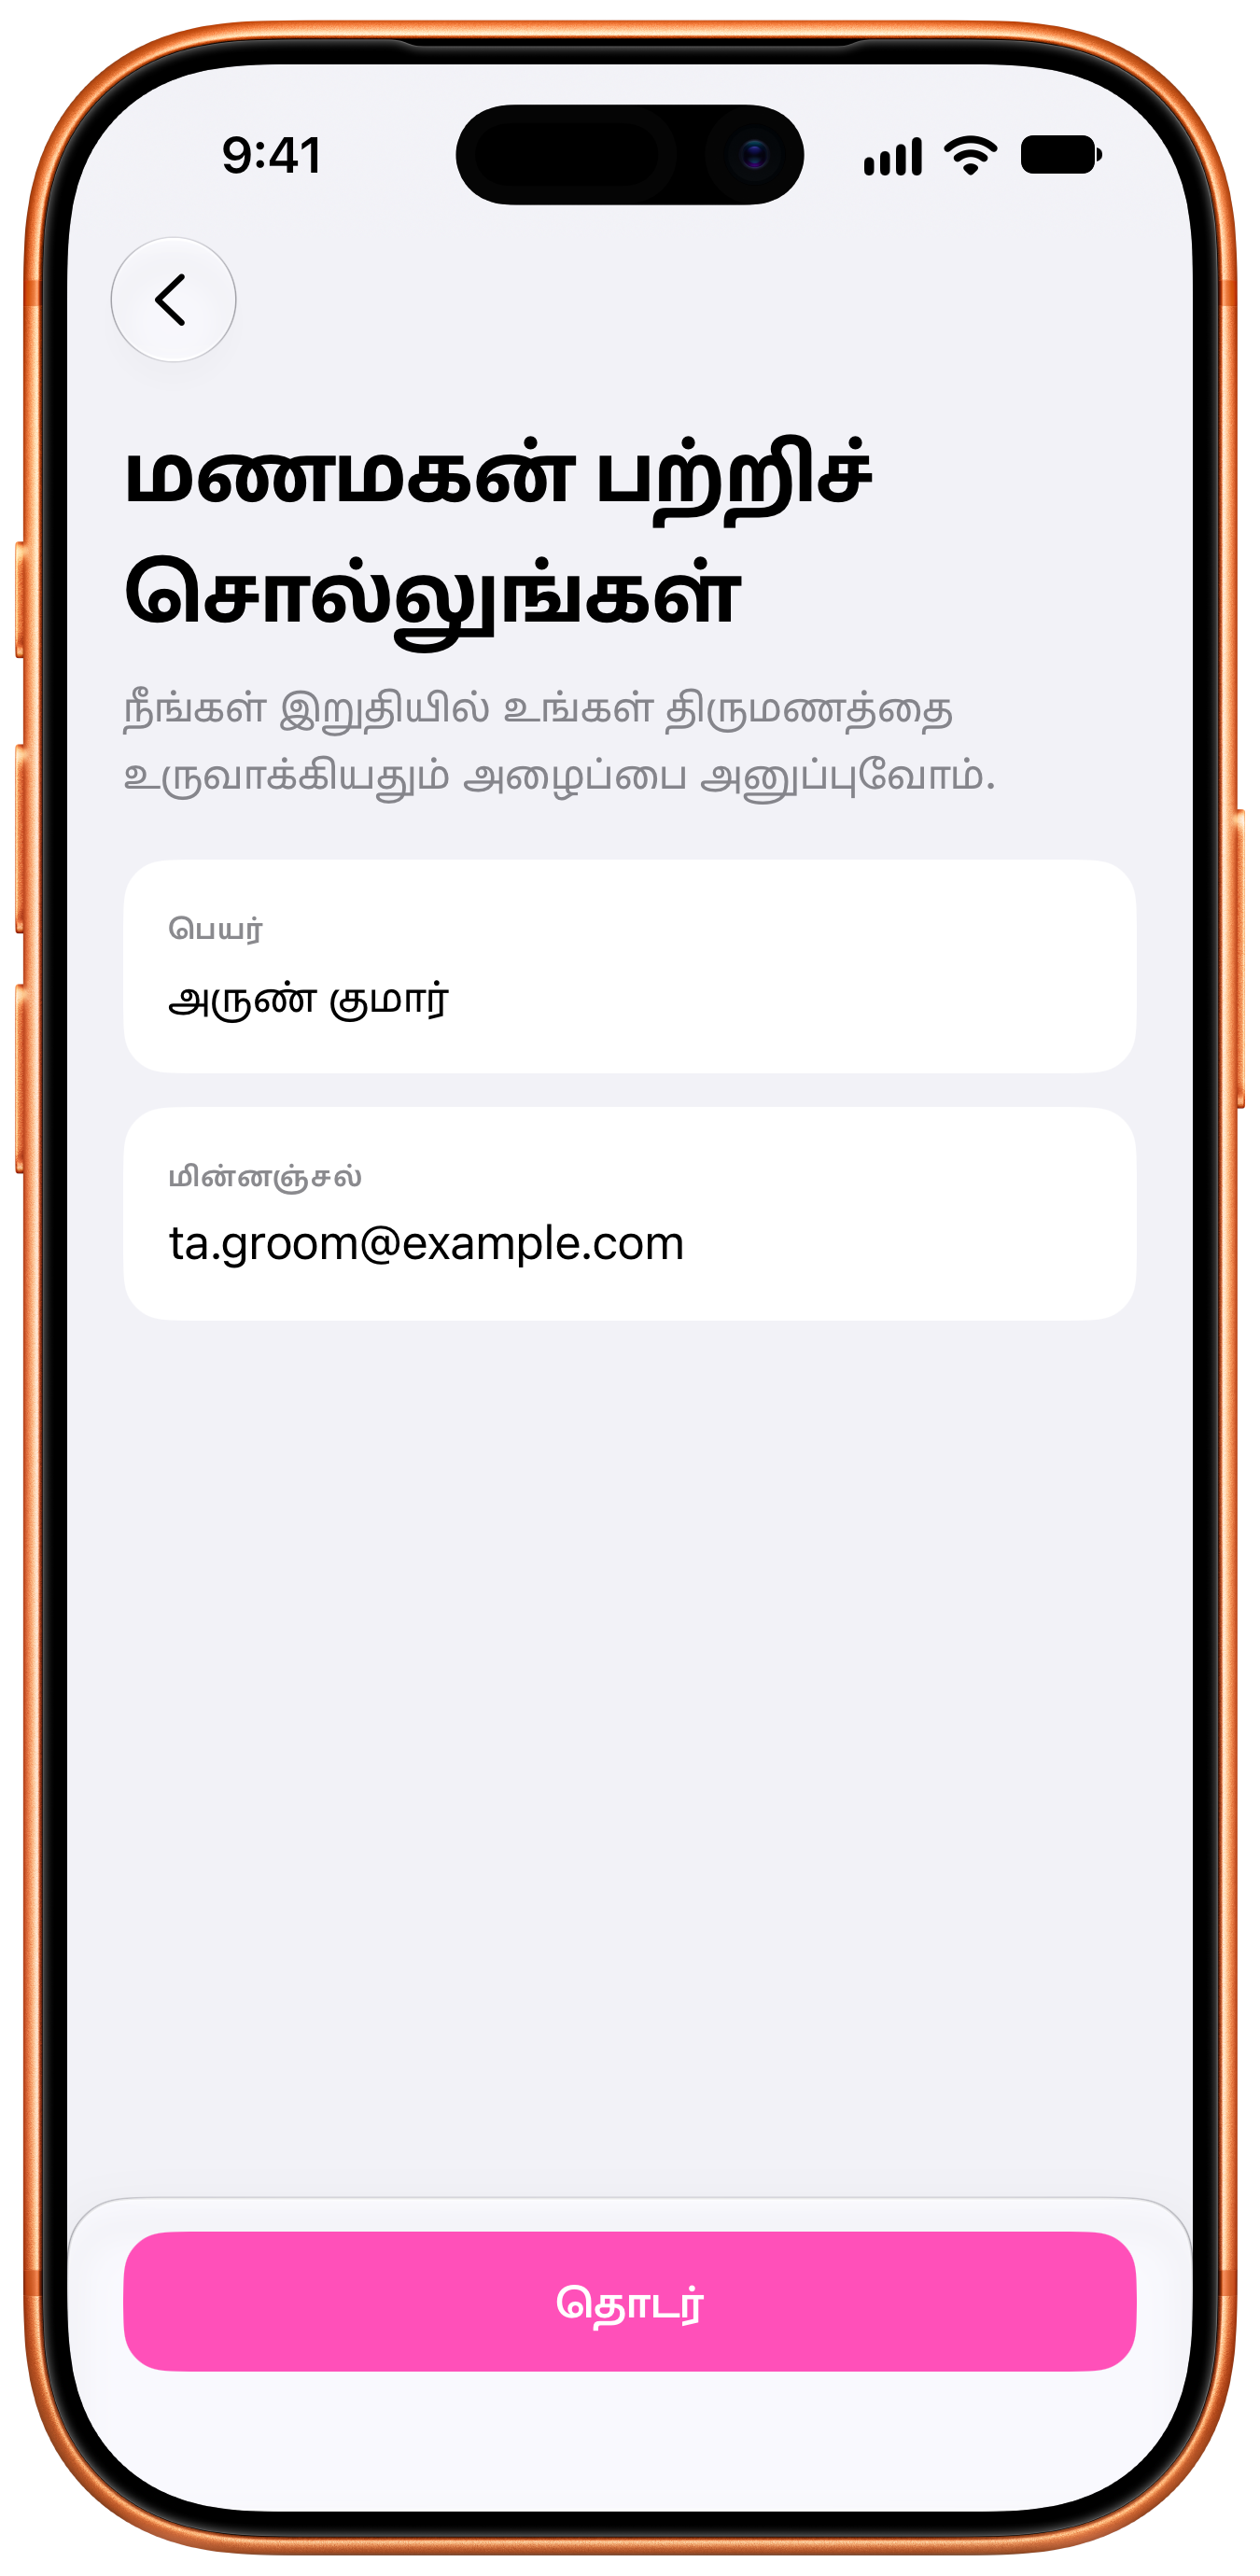 9:41
மணமகன் பற்றிச்
சொல்லுங்கள்
நீங்கள் இறுதியில் உங்கள் திருமணத்தை
உருவாக்கியதும் அழைப்பை அனுப்புவோம்.
பெயர்
அருண் குமார்
மின்னஞ்சல்
ta.groom@example.com
தொடர்